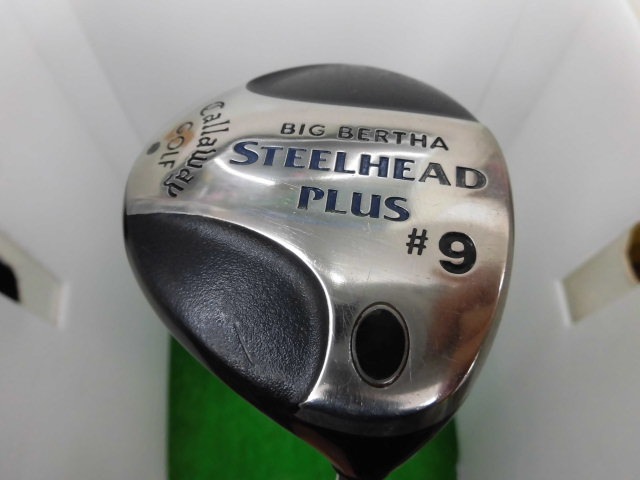 Callaway
GOLF
BIG BERTHA
STEELHEAD
PLUS
#9